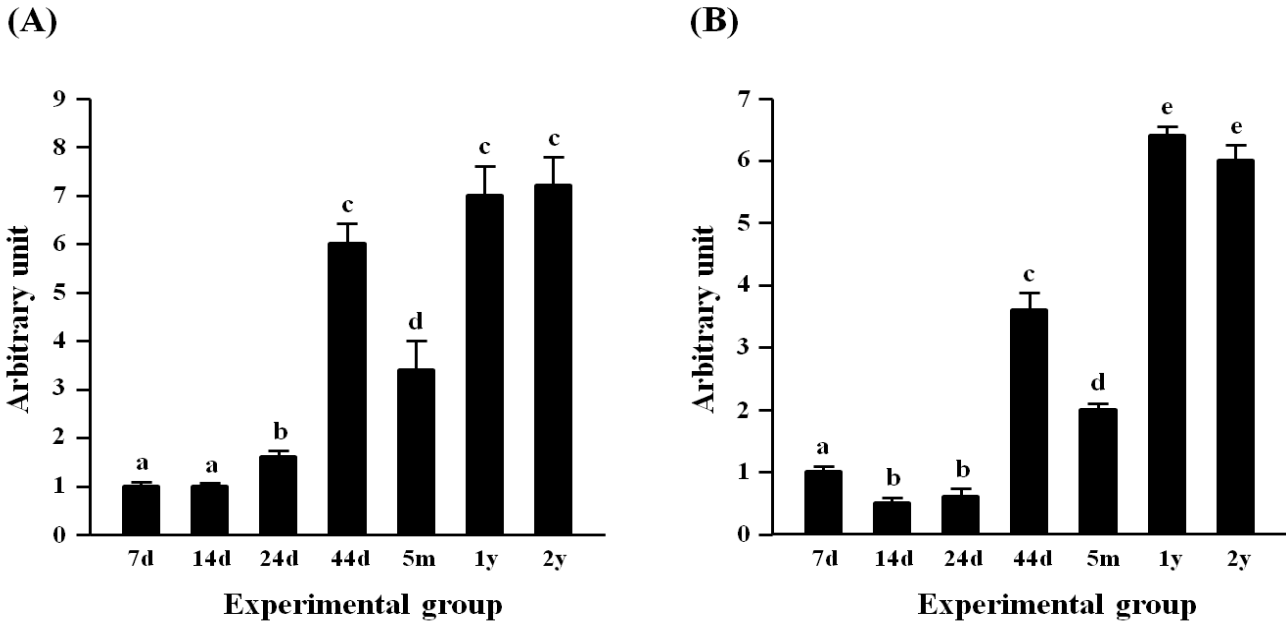 (A)
Arbitrary unit
9
8
7
6
5
4
3
2
1
0
a a b c d c c
7d 14d 24d 44d 5m 1y 2y
Experimental group
(B)
Arbitrary unit
7
6
5
4
3
2
1
0
a b b c d e e
7d 14d 24d 44d 5m 1y 2y
Experimental group